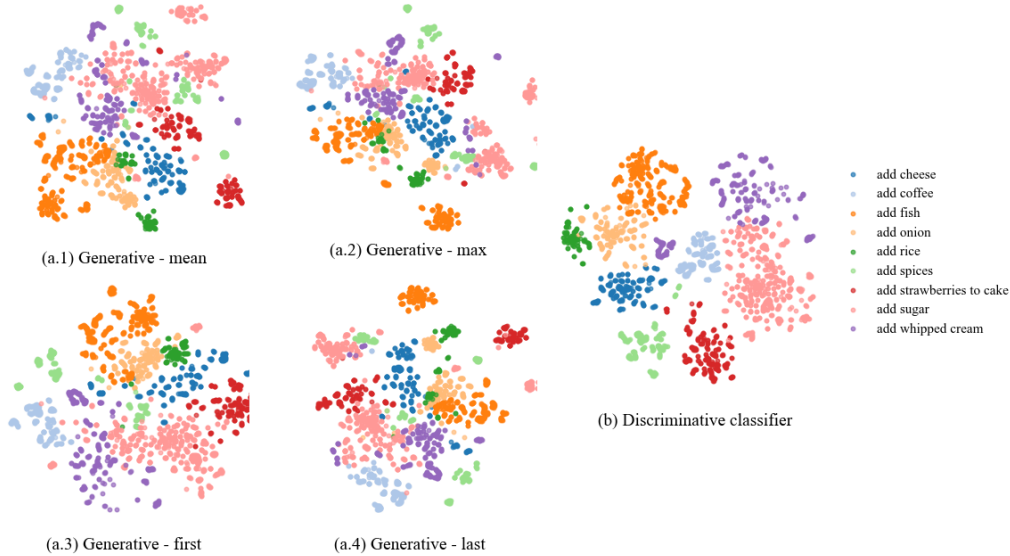 (a.1) Generative - mean
(a.2) Generative - max
add cheese
add coffee
add fish
add onion
add rice
add spices
add strawberries to cake
add sugar
add whipped cream
(b) Discriminative classifier
(a.3) Generative - first
(a.4) Generative - last